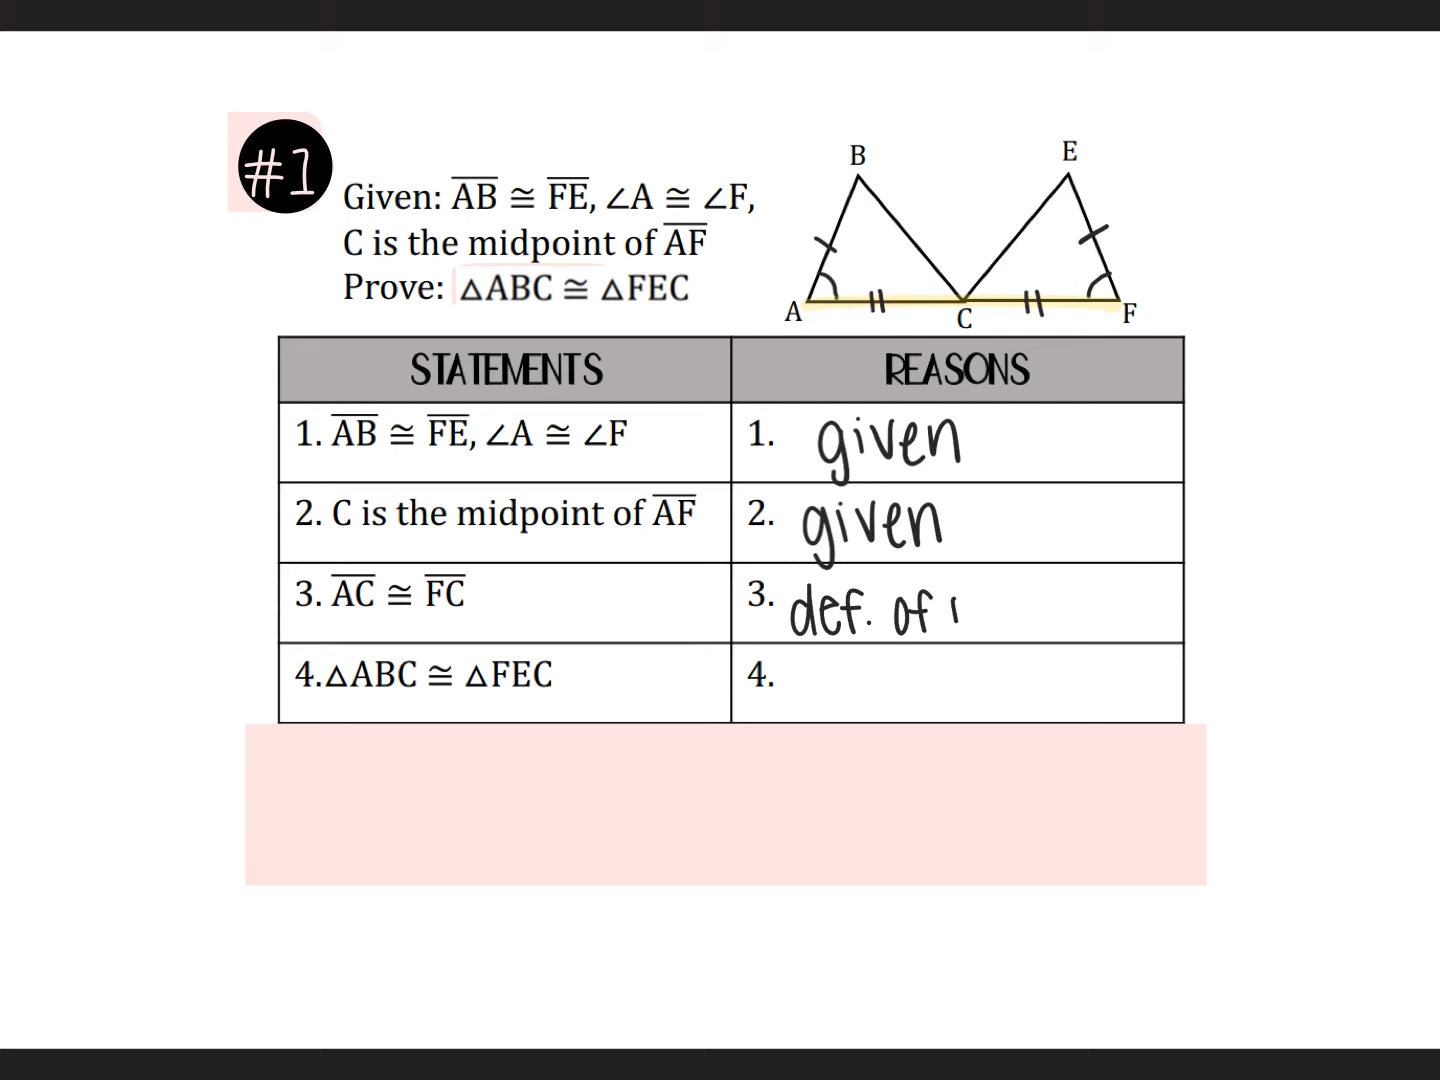 #1
Given: AB ≅ FE, ∠A ≅ ∠F,
C is the midpoint of AF
Prove: △ABC ≅ △FEC
B
E
A
C
F
STATEMENTS
REASONS
1. AB ≅ FE, ∠A ≅ ∠F
1. given
2. C is the midpoint of AF
2. given
3. AC ≅ FC
3. def. of
4.△ABC ≅ △FEC
4.